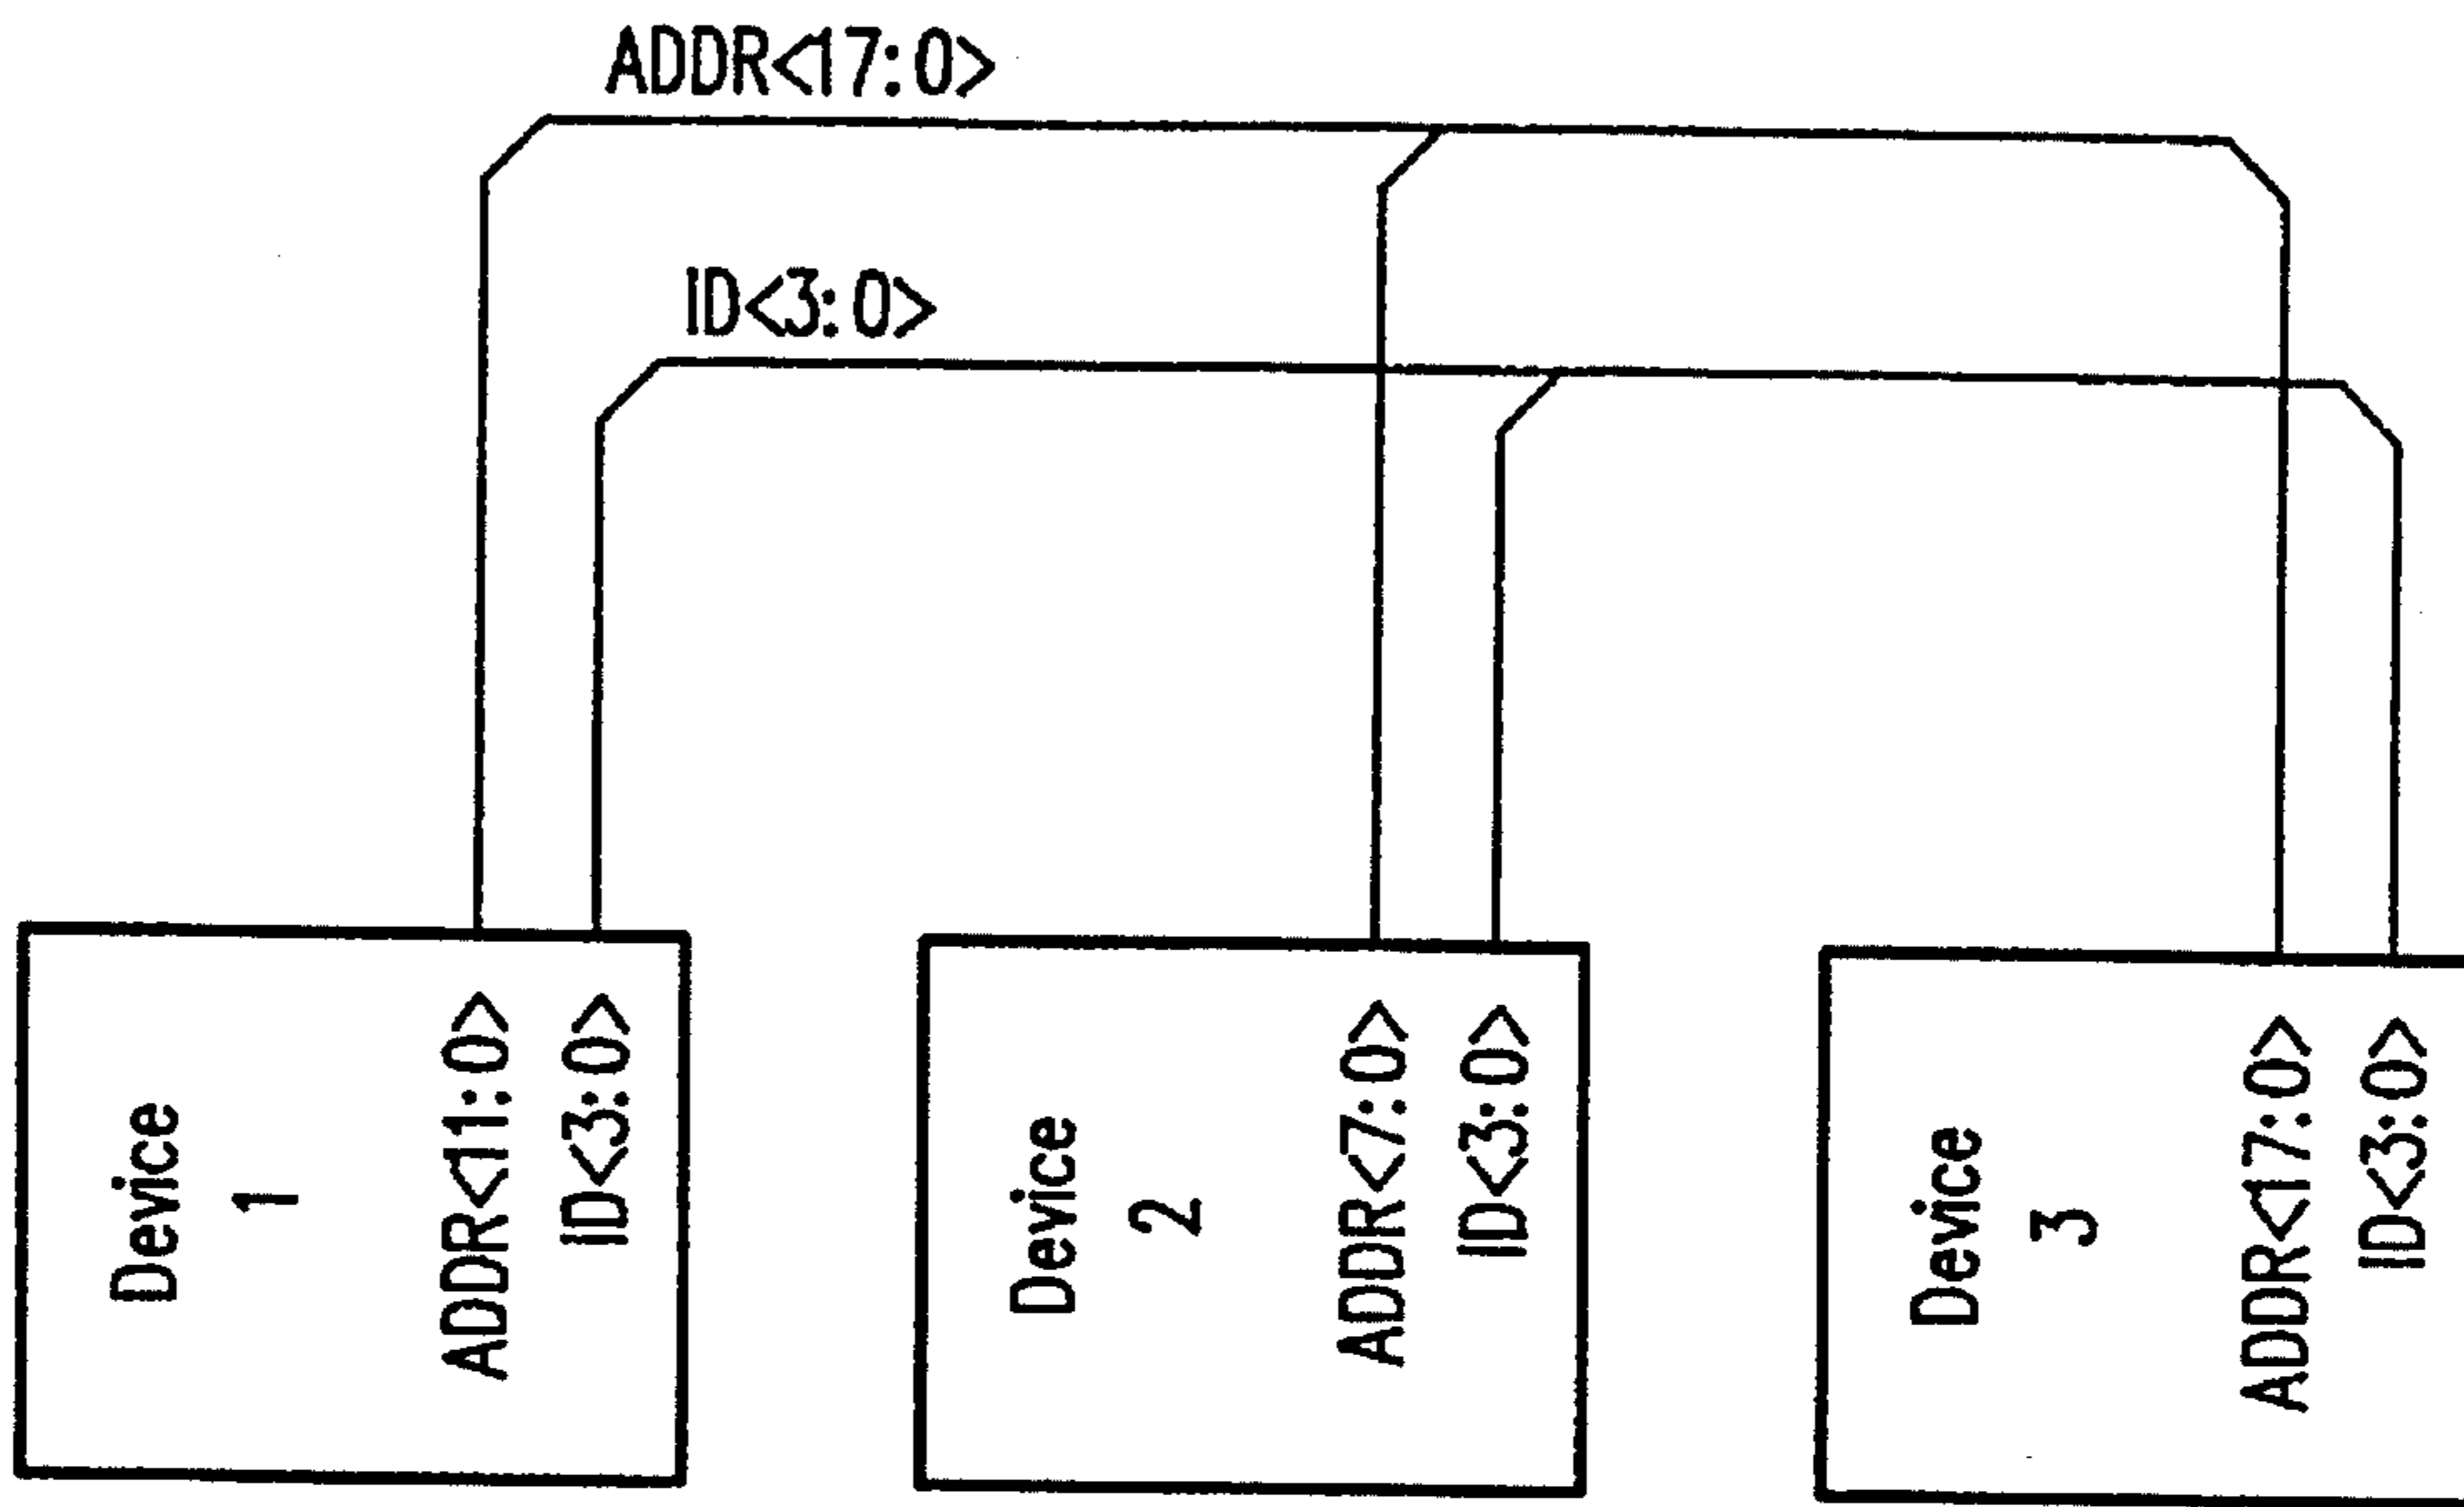 ADDR<17:0>
ID<3:0>
Device
1
ADDR<11:0>
ID<3:0>
Device
2
ADDR<7:0>
ID<3:0>
Device
3
ADDR<17:0>
ID<3:0>